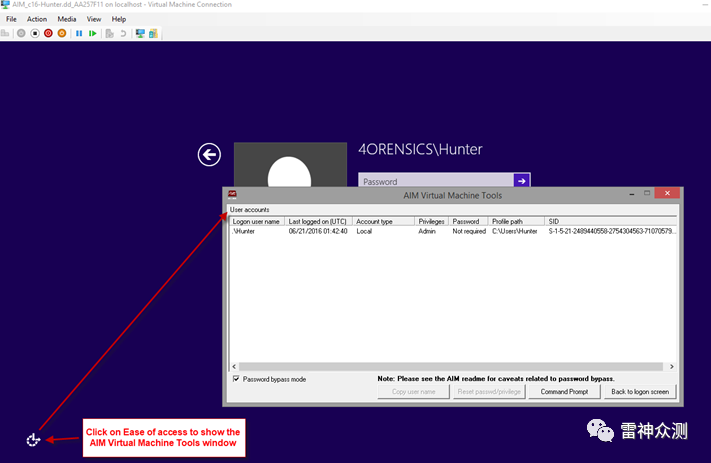 AIM_c16-Hunter.dd_AA257F11 on localhost - Virtual Machine Connection
File Action Media View Help
4ORENSICS\Hunter
Password
AIM Virtual Machine Tools
User accounts
Logon user name Last logged on (UTC) Account type Privileges Password Profile path SID
.\Hunter 06/21/2016 01:42:40 Local Admin Not required C:\Users\Hunter S-1-5-21-2489440558-2754304563-71070579...
Password bypass mode
Note: Please see the AIM readme for caveats related to password bypass.
Copy user name Reset passwd/privilege Command Prompt Back to logon screen
Click on Ease of access to show the
AIM Virtual Machine Tools window
雷神众测